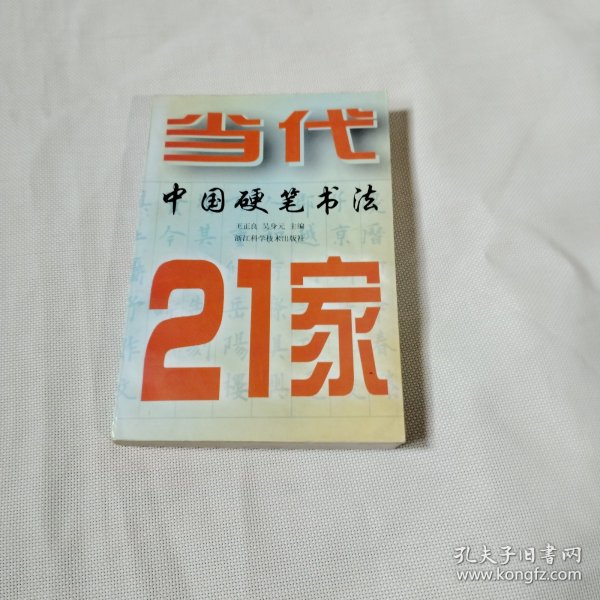 当代
中国硬笔书法
王正良 吴身元 主编
浙江科学技术出版社
21家
孔夫子旧书网
www.kongfz.com